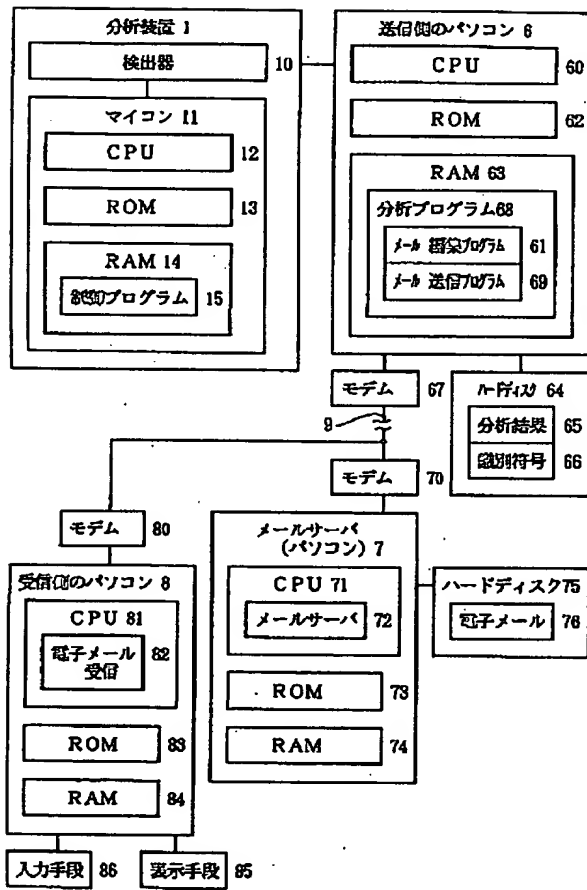 分析装置 1
検出器 10
マイコン 11
CPU 12
ROM 13
RAM 14
制御プログラム 15
送信側のパソコン 6
CPU 60
ROM 62
RAM 63
分析プログラム68
メール 編集プログラム 61
メール 送信プログラム 69
モデム 67
ハードディスク 64
分析結果 65
識別符号 66
9
モデム 70
モデム 80
メールサーバ
(パソコン) 7
CPU 71
メールサーバ 72
ROM 73
RAM 74
ハードディスク75
電子メール 76
受信側のパソコン 8
CPU 81
電子メール 82
受信
ROM 83
RAM 84
入力手段 86
表示手段 85